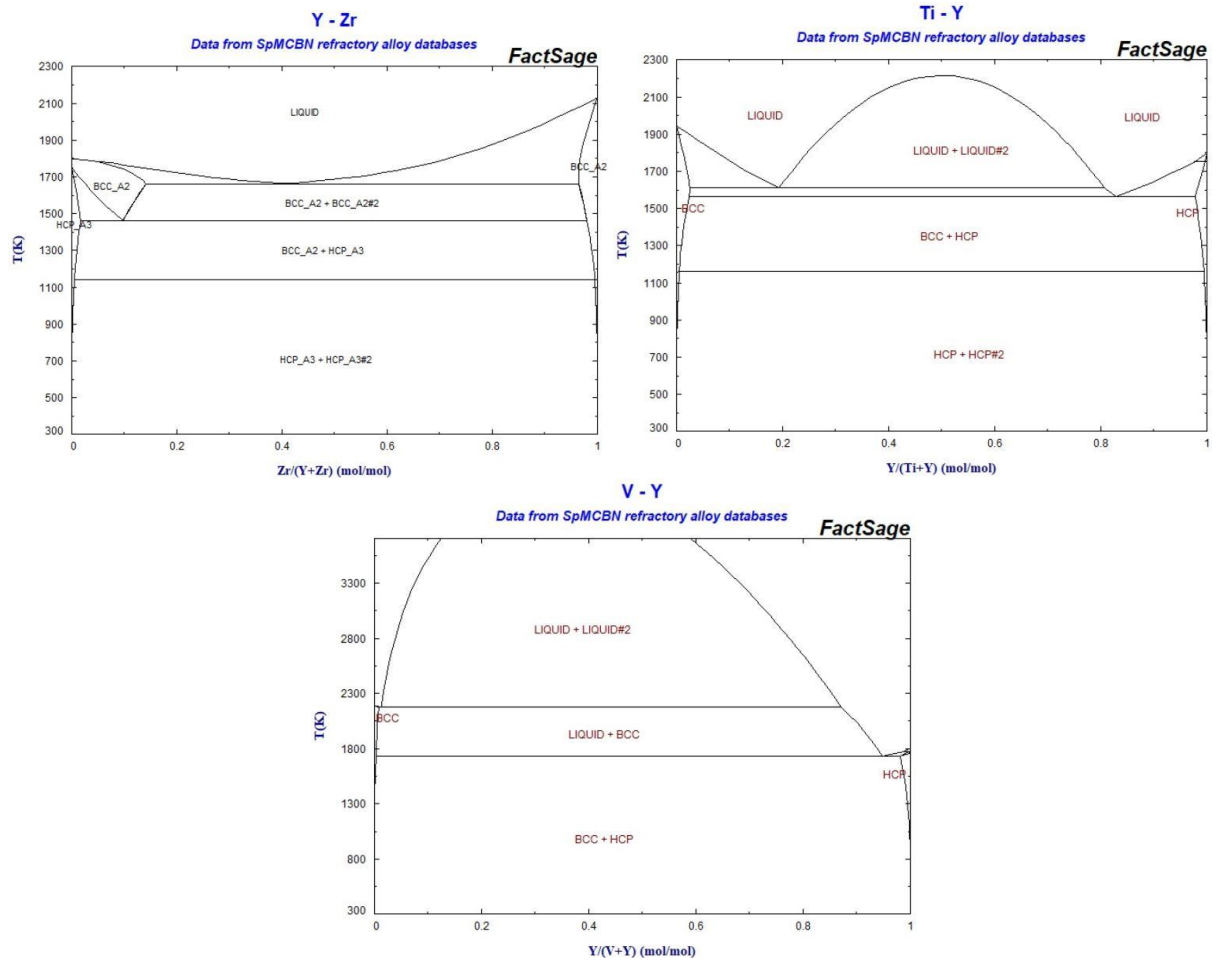 Y - Zr
Data from SpMCBN refractory alloy databases
FactSage
2300
2100
1900
1700
1500
1300
1100
900
700
500
300
T(K)
LIQUID
BCC_A2
BCC_A2
BCC_A2 + BCC_A2#2
HCP_A3
BCC_A2 + HCP_A3
HCP_A3 + HCP_A3#2
0 0.2 0.4 0.6 0.8 1
Zr/(Y+Zr) (mol/mol)
Ti - Y
Data from SpMCBN refractory alloy databases
FactSage
2300
2100
1900
1700
1500
1300
1100
900
700
500
300
T(K)
LIQUID
LIQUID
LIQUID + LIQUID#2
BCC
HCP
BCC + HCP
HCP + HCP#2
0 0.2 0.4 0.6 0.8 1
Y/(Ti+Y) (mol/mol)
V - Y
Data from SpMCBN refractory alloy databases
FactSage
3300
2800
2300
1800
1300
800
300
T(K)
LIQUID + LIQUID#2
BCC
LIQUID + BCC
HCP
BCC + HCP
0 0.2 0.4 0.6 0.8 1
Y/(V+Y) (mol/mol)